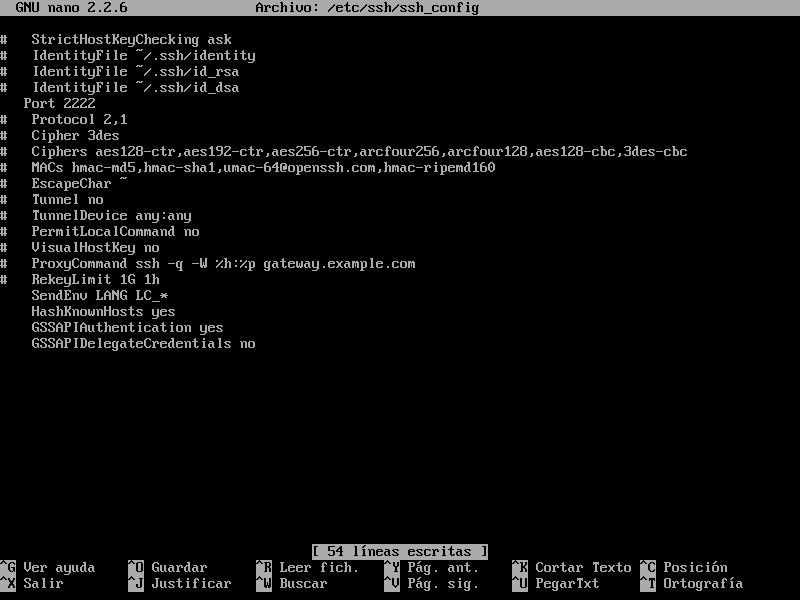 GNU nano 2.2.6 Archivo: /etc/ssh/ssh_config
#   StrictHostKeyChecking ask
#   IdentityFile ~/.ssh/identity
#   IdentityFile ~/.ssh/id_rsa
#   IdentityFile ~/.ssh/id_dsa
   Port 2222
#   Protocol 2,1
#   Cipher 3des
#   Ciphers aes128-ctr,aes192-ctr,aes256-ctr,arcfour256,arcfour128,aes128-cbc,3des-cbc
#   MACs hmac-md5,hmac-sha1,umac-64@openssh.com,hmac-ripemd160
#   EscapeChar ~
#   Tunnel no
#   TunnelDevice any:any
#   PermitLocalCommand no
#   VisualHostKey no
#   ProxyCommand ssh -q -W %h:%p gateway.example.com
#   RekeyLimit 1G 1h
    SendEnv LANG LC_*
    HashKnownHosts yes
    GSSAPIAuthentication yes
    GSSAPIDelegateCredentials no
[ 54 líneas escritas ]
^G Ver ayuda ^O Guardar ^R Leer fich. ^Y Pág. ant. ^K Cortar Texto ^C Posición
^X Salir ^J Justificar ^W Buscar ^V Pág. sig. ^U PegarTxt ^T Ortografía